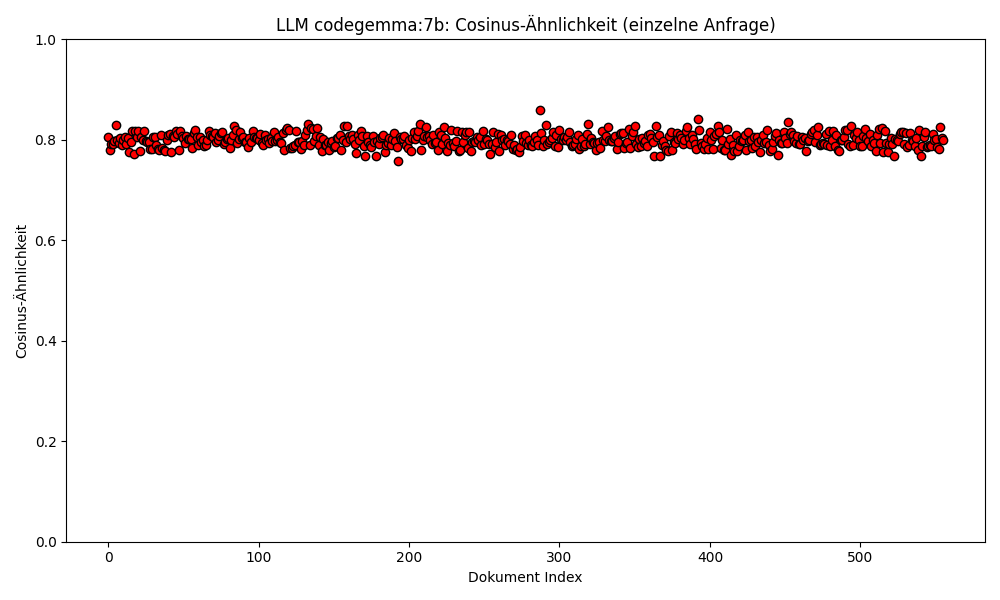 LLM codegemma:7b: Cosinus-Ähnlichkeit (einzelne Anfrage)
Cosinus-Ähnlichkeit
1.0
0.8
0.6
0.4
0.2
0.0
0 100 200 300 400 500
Dokument Index